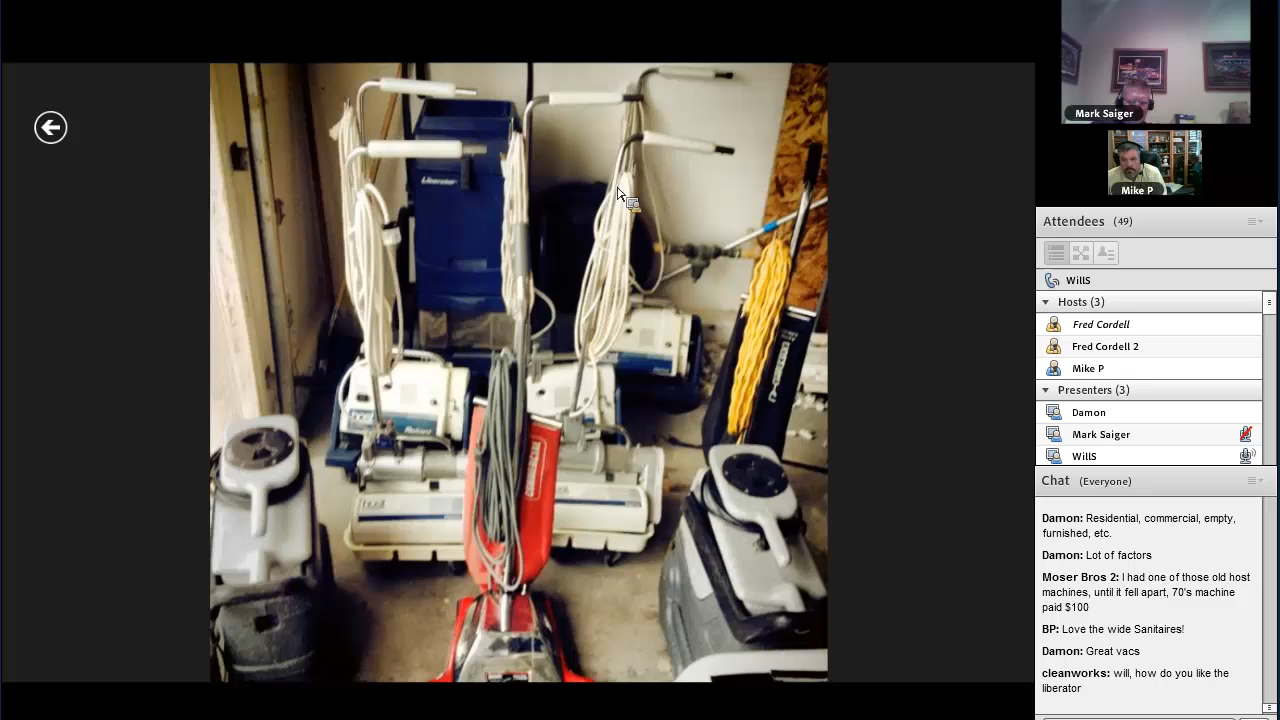 Mark Saiger
Mike P
Attendees (49)
WillS
Hosts (3)
Fred Cordell
Fred Cordell 2
Mike P
Presenters (3)
Damon
Mark Saiger
WillS
Chat (Everyone)
Damon: Residential, commercial, empty,
furnished, etc.
Damon: Lot of factors
Moser Bros 2: I had one of those old host
machines, until it fell apart, 70's machine
paid $100
BP: Love the wide Sanitaires!
Damon: Great vacs
cleanworks: will, how do you like the
liberator
Liberator
host
Reliant
host